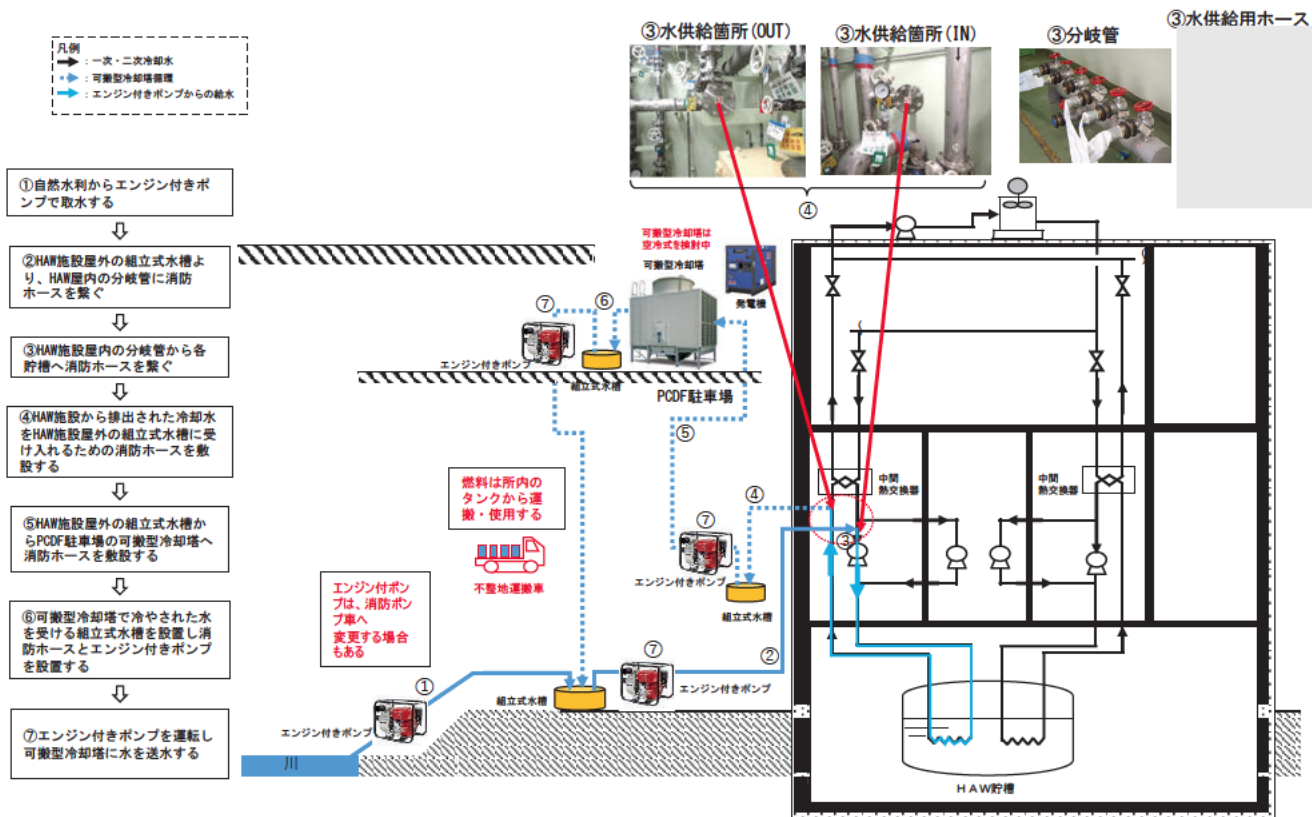 凡例
：一次・二次冷却水
：可搬型冷却塔循環
：エンジン付きポンプからの給水
①自然水利からエンジン付きポ
ンプで取水する
②HAW施設屋外の組立式水槽よ
り、HAW屋内の分岐管に消防
ホースを繋ぐ
③HAW施設屋内の分岐管から各
貯槽へ消防ホースを繋ぐ
④HAW施設から排出された冷却水
をHAW施設屋外の組立式水槽に受
け入れるための消防ホースを敷
設する
⑤HAW施設屋外の組立式水槽か
らPCDF駐車場の可搬型冷却塔へ
消防ホースを敷設する
⑥可搬型冷却塔で冷やされた水
を受ける組立式水槽を設置し消
防ホースとエンジン付きポンプ
を設置する
⑦エンジン付きポンプを運転し
可搬型冷却塔に水を送水する
③水供給箇所(OUT)
③水供給箇所(IN)
③分岐管
③水供給用ホース
④
可搬型冷却塔は
空冷式を検討中
可搬型冷却塔
発電機
⑦
⑥
エンジン付きポンプ
組立式水槽
PCDF駐車場
⑤
燃料は所内の
タンクから運
搬・使用する
不整地運搬車
④
⑦
エンジン付きポンプ
組立式水槽
エンジン付ポン
プは、消防ポン
プ車へ
変更する場合
もある
①
エンジン付きポンプ
川
組立式水槽
⑦
エンジン付きポンプ
②
③
中間
熱交換器
中間
熱交換器
HAW貯槽